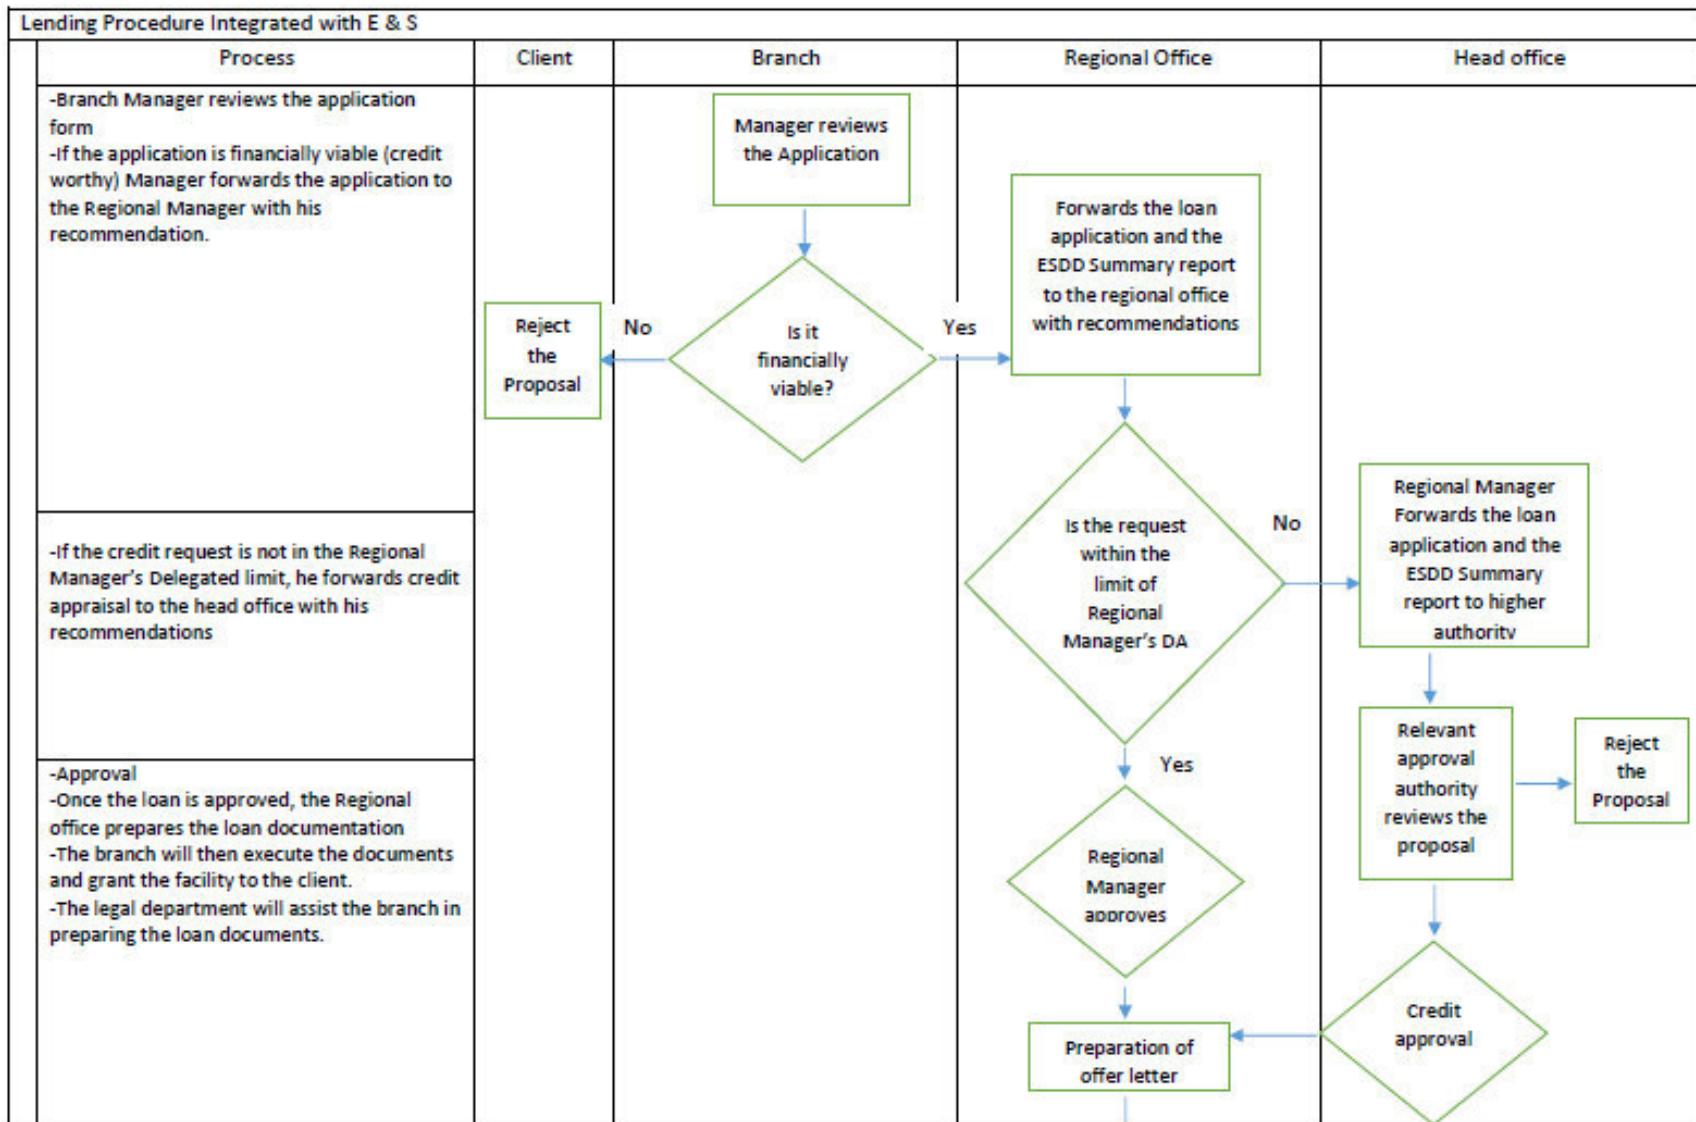 Lending Procedure Integrated with E & S
Process
Client
Branch
Regional Office
Head office
-Branch Manager reviews the application
form
-If the application is financially viable (credit
worthy) Manager forwards the application to
the Regional Manager with his
recommendation.
Manager reviews
the Application
Forwards the loan
application and the
ESDD Summary report
to the regional office
with recommendations
Reject
the
Proposal
No
Is it
financially
viable?
Yes
-If the credit request is not in the Regional
Manager's Delegated limit, he forwards credit
appraisal to the head office with his
recommendations
Is the request
within the
limit of
Regional
Manager's DA
No
Regional Manager
Forwards the loan
application and the
ESDD Summary
report to higher
authority
Yes
Relevant
approval
authority
reviews the
proposal
Reject
the
Proposal
-Approval
-Once the loan is approved, the Regional
office prepares the loan documentation
-The branch will then execute the documents
and grant the facility to the client.
-The legal department will assist the branch in
preparing the loan documents.
Regional
Manager
approves
Credit
approval
Preparation of
offer letter